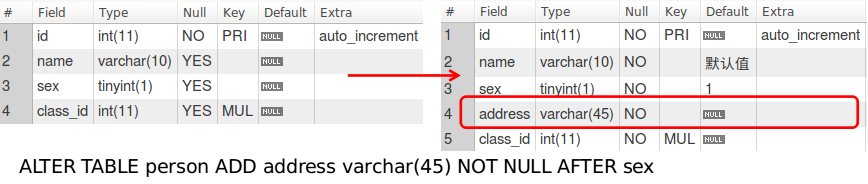 # Field Type Null Key Default Extra
1 id int(11) NO PRI NULL auto_increment
2 name varchar(10) YES NULL
3 sex tinyint(1) YES NULL
4 class_id int(11) YES MUL NULL
# Field Type Null Key Default Extra
1 id int(11) NO PRI NULL auto_increment
2 name varchar(10) NO 默认值
3 sex tinyint(1) NO 1
4 address varchar(45) NO NULL
5 class_id int(11) NO MUL NULL
ALTER TABLE person ADD address varchar(45) NOT NULL AFTER sex